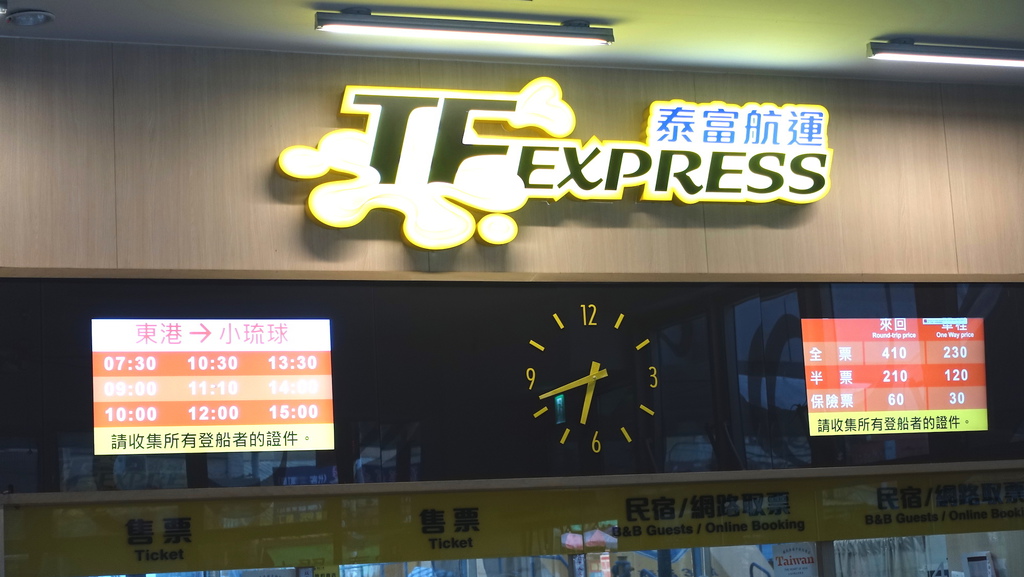 TF EXPRESS
泰富航運
東港→小琉球
07:30 10:30 13:30
09:00 11:10 14:00
10:00 12:00 15:00
請收集所有登船者的證件。
12
3
6
9
來回 單程
Round-trip price One Way price
全票 410 230
半票 210 120
保險票 60 30
請收集所有登船者的證件。
售票
Ticket
售票
Ticket
民宿/網路取票
B&B Guests / Online Booking
民宿/網路取票
B&B Guests / Online Booki
Taiwan